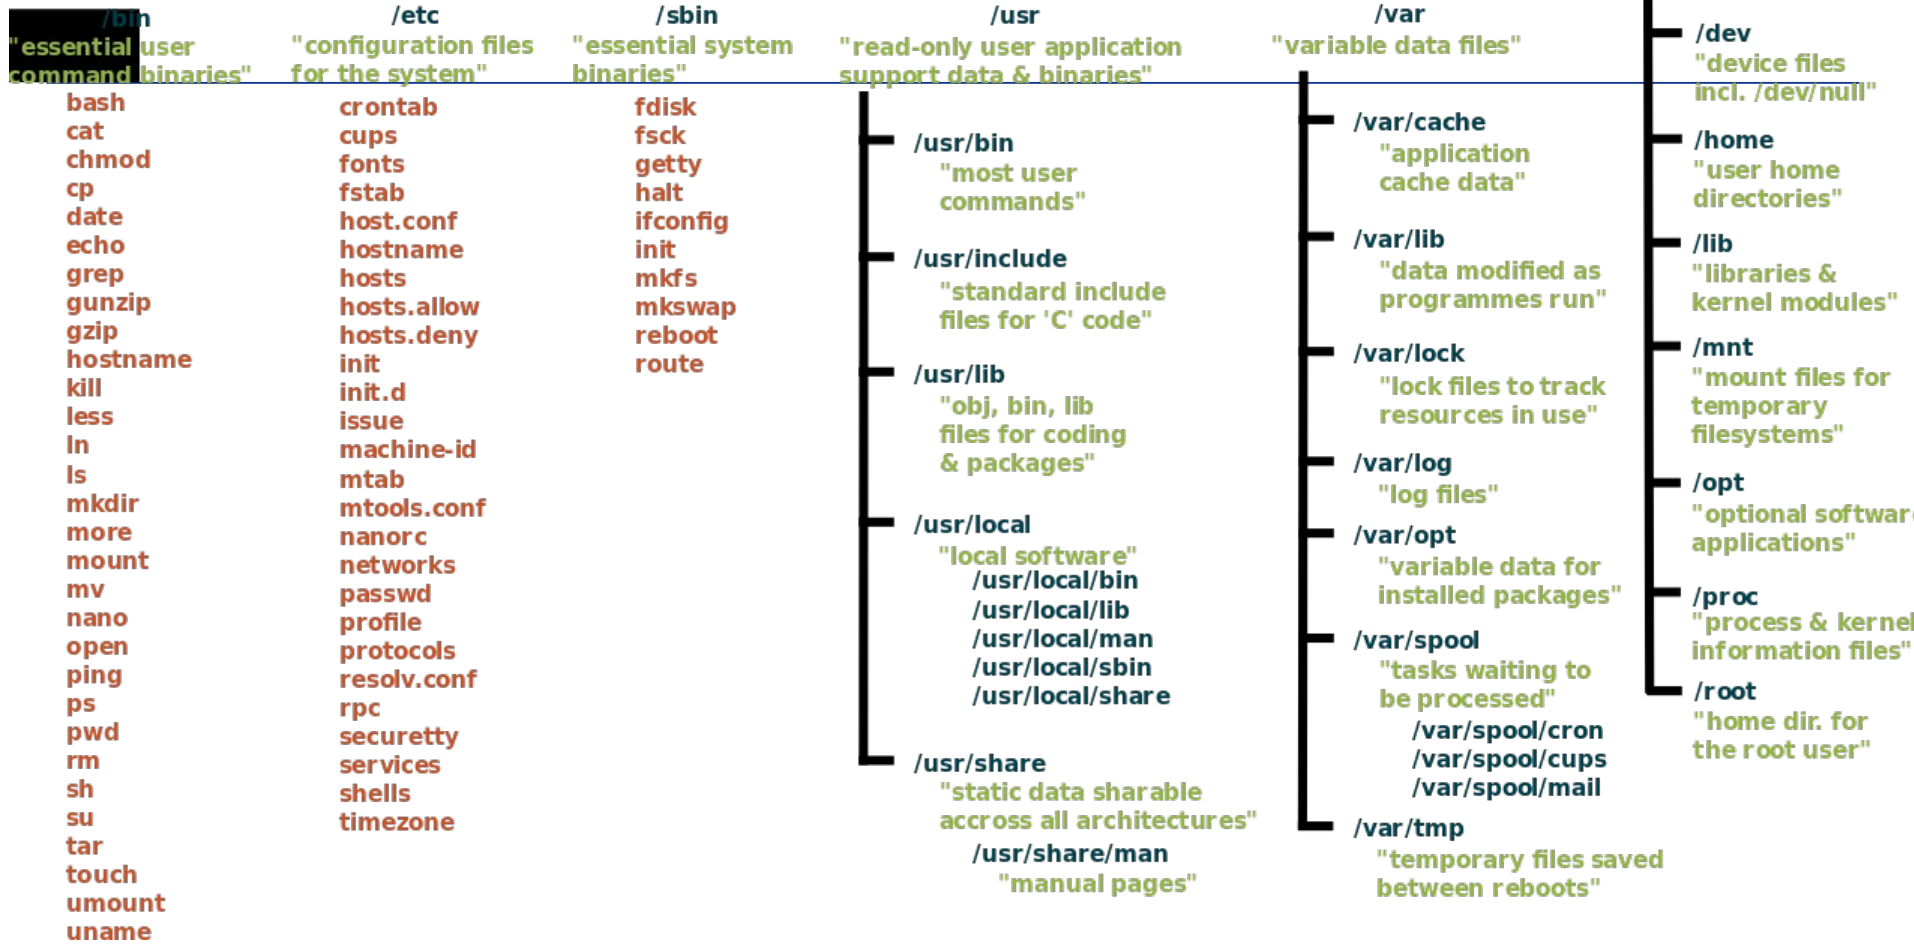 /bin
"essential user
command binaries"
bash
cat
chmod
cp
date
echo
grep
gunzip
gzip
hostname
kill
less
ln
ls
mkdir
more
mount
mv
nano
open
ping
ps
pwd
rm
sh
su
tar
touch
umount
uname
/etc
"configuration files
for the system"
crontab
cups
fonts
fstab
host.conf
hostname
hosts
hosts.allow
hosts.deny
init
init.d
issue
machine-id
mtab
mtools.conf
nanorc
networks
passwd
profile
protocols
resolv.conf
rpc
securetty
services
shells
timezone
/sbin
"essential system
binaries"
fdisk
fsck
getty
halt
ifconfig
init
mkfs
mkswap
reboot
route
/usr
"read-only user application
support data & binaries"
/usr/bin
"most user
commands"
/usr/include
"standard include
files for 'C' code"
/usr/lib
"obj, bin, lib
files for coding
& packages"
/usr/local
"local software"
/usr/local/bin
/usr/local/lib
/usr/local/man
/usr/local/sbin
/usr/local/share
/usr/share
"static data sharable
accross all architectures"
/usr/share/man
"manual pages"
/var
"variable data files"
/var/cache
"application
cache data"
/var/lib
"data modified as
programmes run"
/var/lock
"lock files to track
resources in use"
/var/log
"log files"
/var/opt
"variable data for
installed packages"
/var/spool
"tasks waiting to
be processed"
/var/spool/cron
/var/spool/cups
/var/spool/mail
/var/tmp
"temporary files saved
between reboots"
/dev
"device files
incl. /dev/null"
/home
"user home
directories"
/lib
"libraries &
kernel modules"
/mnt
"mount files for
temporary
filesystems"
/opt
"optional softwar
applications"
/proc
"process & kernel
information files"
/root
"home dir. for
the root user"